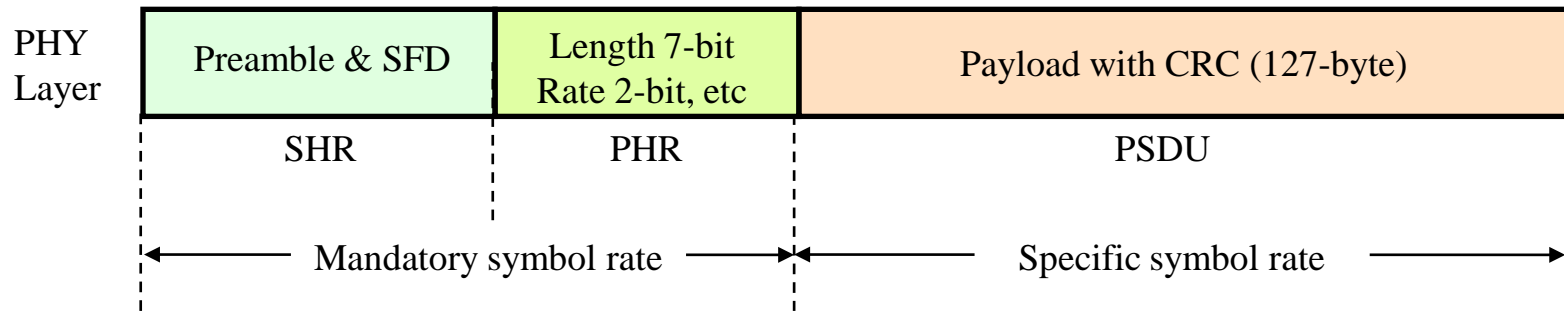 PHY
Layer
Preamble & SFD
Length 7-bit
Rate 2-bit, etc
Payload with CRC (127-byte)
SHR
PHR
PSDU
Mandatory symbol rate
Specific symbol rate